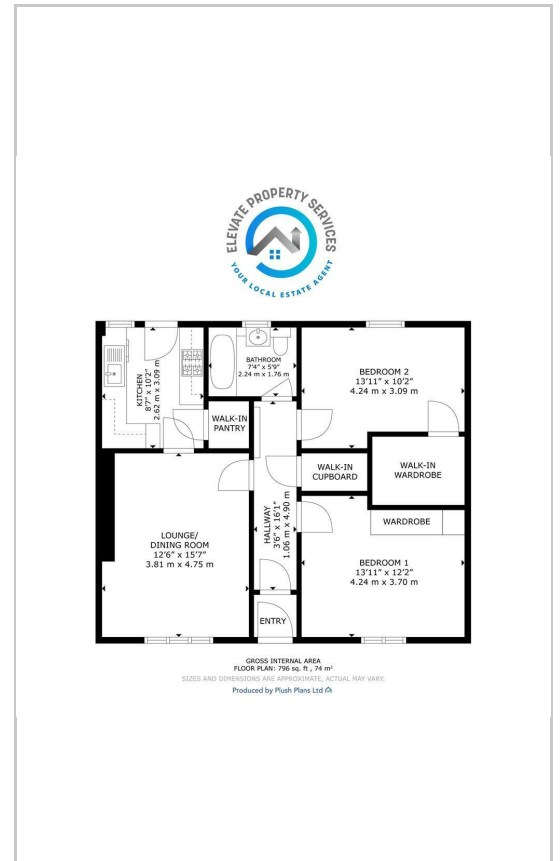 ELEVATE PROPERTY SERVICES
YOUR LOCAL ESTATE AGENT
KITCHEN
8'7" x 10'2"
2.62 m x 3.09 m
BATHROOM
7'4" x 5'9"
2.24 m x 1.76 m
BEDROOM 2
13'11" x 10'2"
4.24 m x 3.09 m
WALK-IN
PANTRY
WALK-IN
CUPBOARD
WALK-IN
WARDROBE
HALLWAY
3'6" x 16'1"
1.06 m x 4.90 m
LOUNGE/
DINING ROOM
12'6" x 15'7"
3.81 m x 4.75 m
WARDROBE
BEDROOM 1
13'11" x 12'2"
4.24 m x 3.70 m
ENTRY
GROSS INTERNAL AREA
FLOOR PLAN: 796 sq. ft , 74 m²
SIZES AND DIMENSIONS ARE APPROXIMATE, ACTUAL MAY VARY.
Produced by Plush Plans Ltd